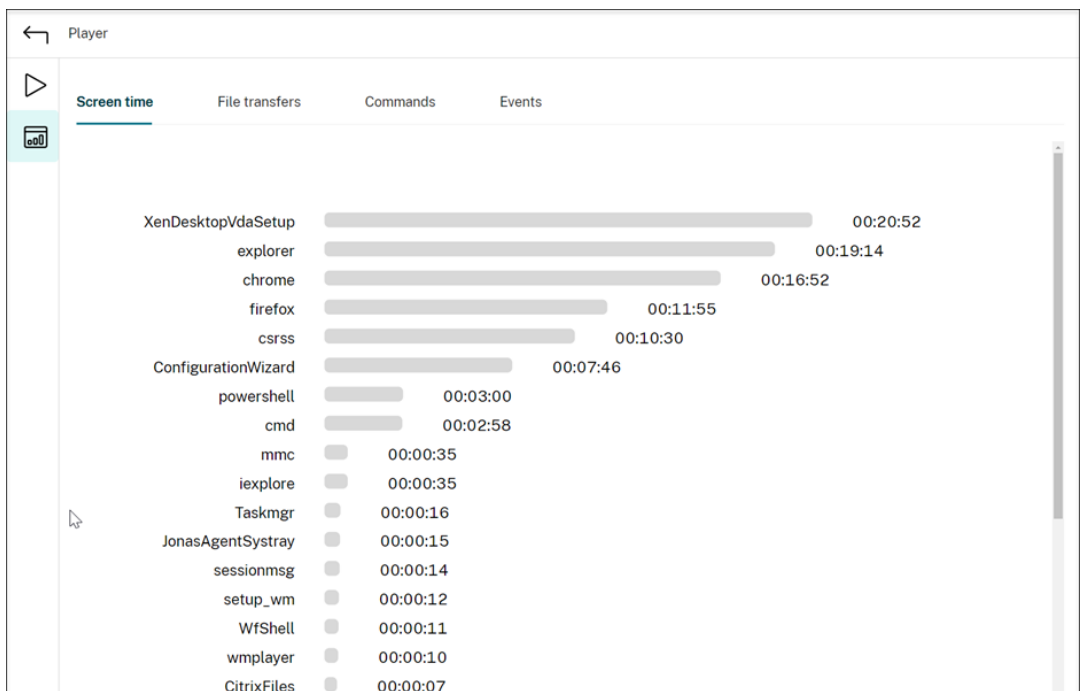 Player
Screen time File transfers Commands Events
XenDesktopVdaSetup 00:20:52
explorer 00:19:14
chrome 00:16:52
firefox 00:11:55
csrss 00:10:30
ConfigurationWizard 00:07:46
powershell 00:03:00
cmd 00:02:58
mmc 00:00:35
iexplore 00:00:35
Taskmgr 00:00:16
JonasAgentSystray 00:00:15
sessionmsg 00:00:14
setup_wm 00:00:12
WfShell 00:00:11
wmplayer 00:00:10
CitrixFiles 00:00:07